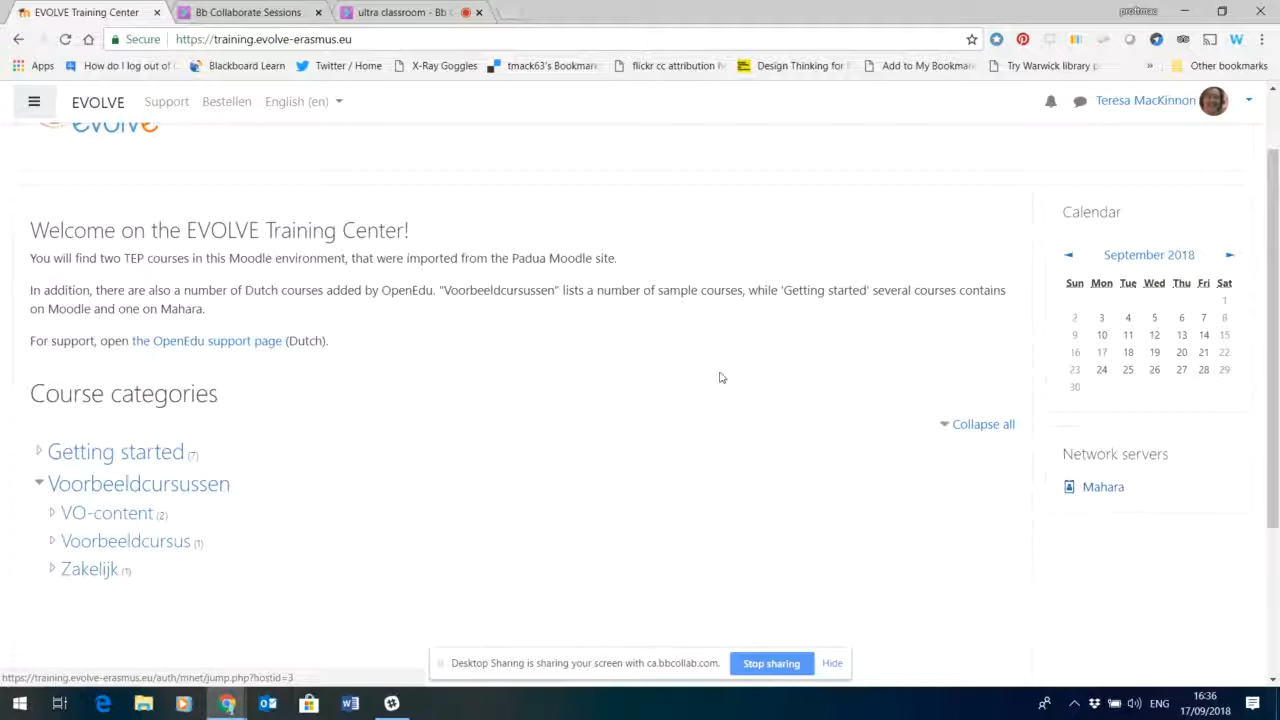 EVOLVE Training Center
Bb Collaborate Sessions
ultra classroom - Bb C
proftmac
Secure
https://training.evolve-erasmus.eu
Apps
How do I log out of
Blackboard Learn
Twitter / Home
X-Ray Goggles
tmack63's Bookmark
flickr cc attribution h
Design Thinking for E
Add to My Bookmark
Try Warwick library p
»
Other bookmarks
EVOLVE
Support
Bestellen
English (en)
Teresa MacKinnon
evolve
Welcome on the EVOLVE Training Center!
You will find two TEP courses in this Moodle environment, that were imported from the Padua Moodle site.
In addition, there are also a number of Dutch courses added by OpenEdu. "Voorbeeldcursussen" lists a number of sample courses, while 'Getting started' several courses contains
on Moodle and one on Mahara.
For support, open the OpenEdu support page (Dutch).
Course categories
Collapse all
Getting started (7)
Voorbeeldcursussen
VO-content (2)
Voorbeeldcursus (1)
Zakelijk (1)
Calendar
September 2018
Sun Mon Tue Wed Thu Fri Sat
1
2 3 4 5 6 7 8
9 10 11 12 13 14 15
16 17 18 19 20 21 22
23 24 25 26 27 28 29
30
Network servers
Mahara
Desktop Sharing is sharing your screen with ca.bbcollab.com.
Stop sharing
Hide
https://training.evolve-erasmus.eu/auth/mnet/jump.php?hostid=3
ENG
16:36
17/09/2018